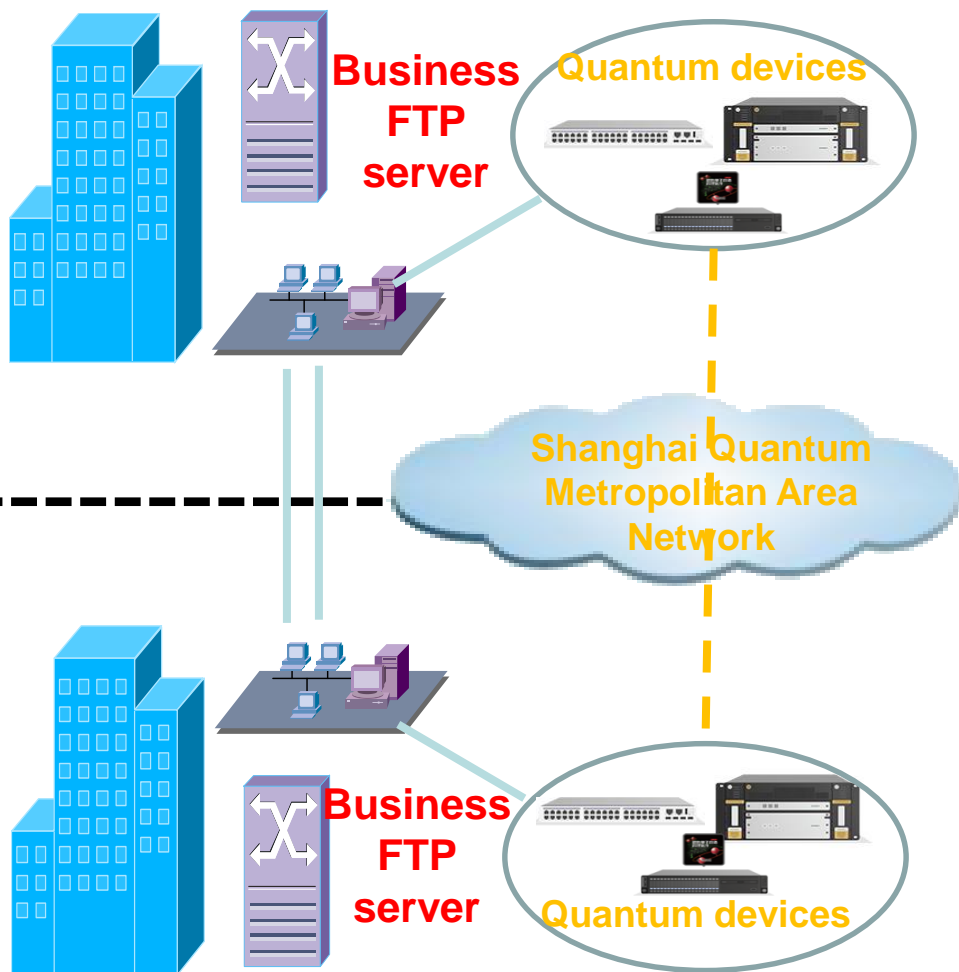 Business
FTP
server
Quantum devices
Shanghai Quantum
Metropolitan Area
Network
Business
FTP
server
Quantum devices